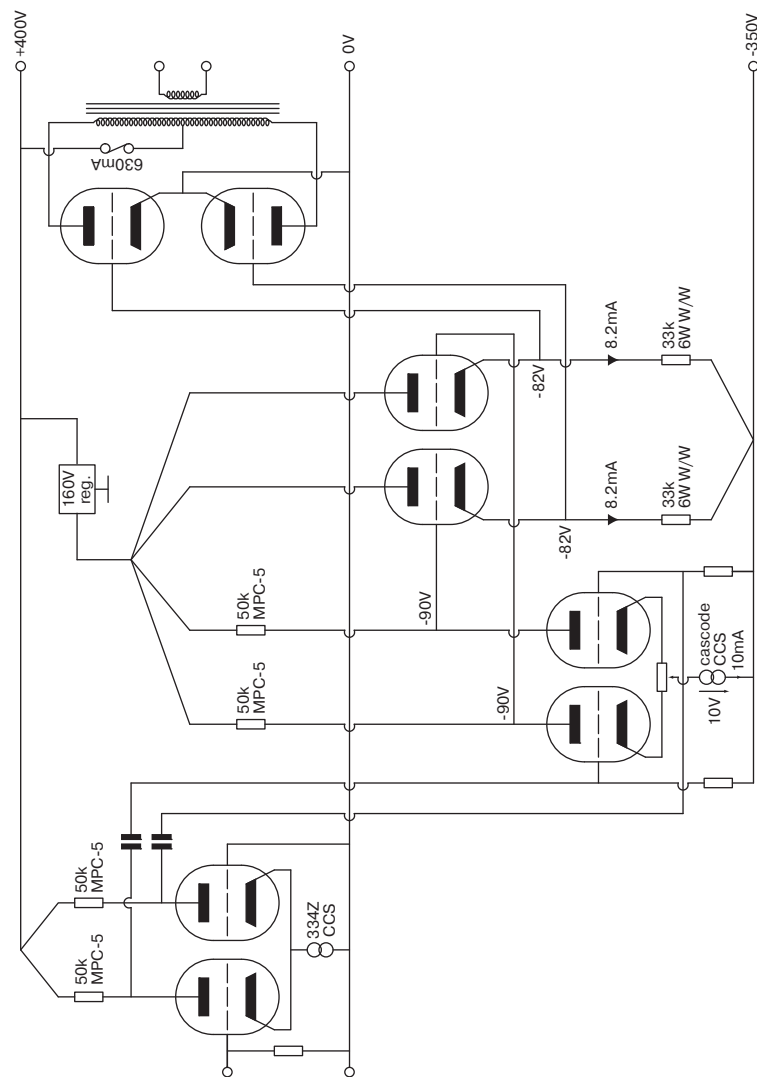 +400V
160V
reg.
50k
MPC-5
50k
MPC-5
630mA
50k
MPC-5
50k
MPC-5
334Z
CCS
0V
-90V
-90V
-82V
-82V
8.2mA
8.2mA
33k
6W W/W
33k
6W W/W
10V
cascode
CCS
10mA
-350V